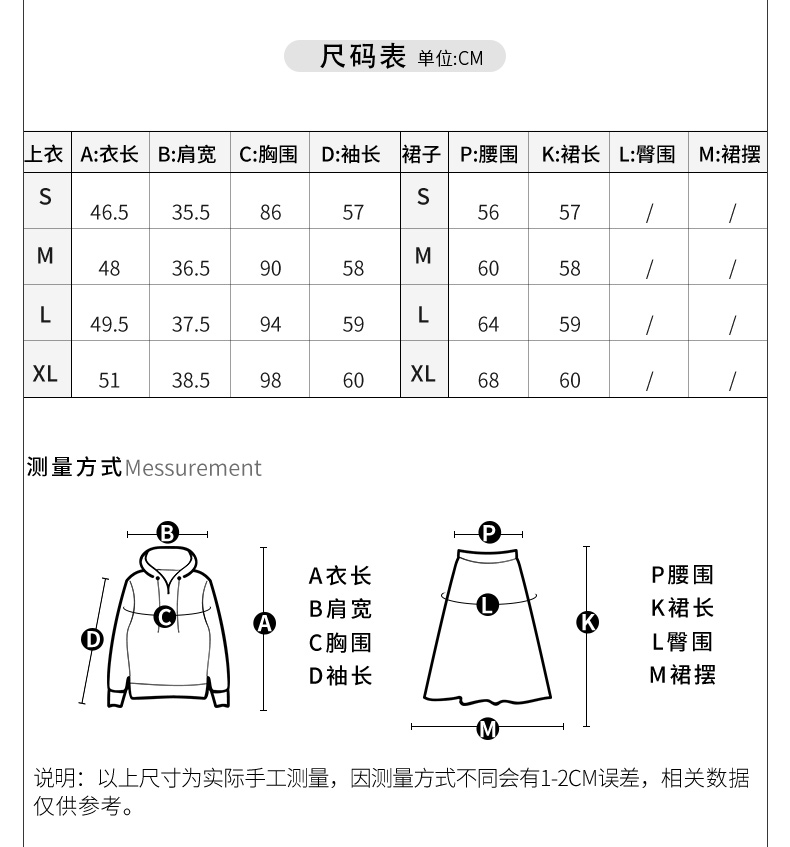 尺码表 单位:CM
上衣 A:衣长 B:肩宽 C:胸围 D:袖长 裙子 P:腰围 K:裙长 L:臀围 M:裙摆
S 46.5 35.5 86 57 S 56 57 / /
M 48 36.5 90 58 M 60 58 / /
L 49.5 37.5 94 59 L 64 59 / /
XL 51 38.5 98 60 XL 68 60 / /
测量方式Messurement
B
C
A
D
A衣长
B肩宽
C胸围
D袖长
P
L
K
M
P腰围
K裙长
L臀围
M裙摆
说明：以上尺寸为实际手工测量，因测量方式不同会有1-2CM误差，相关数据
仅供参考。